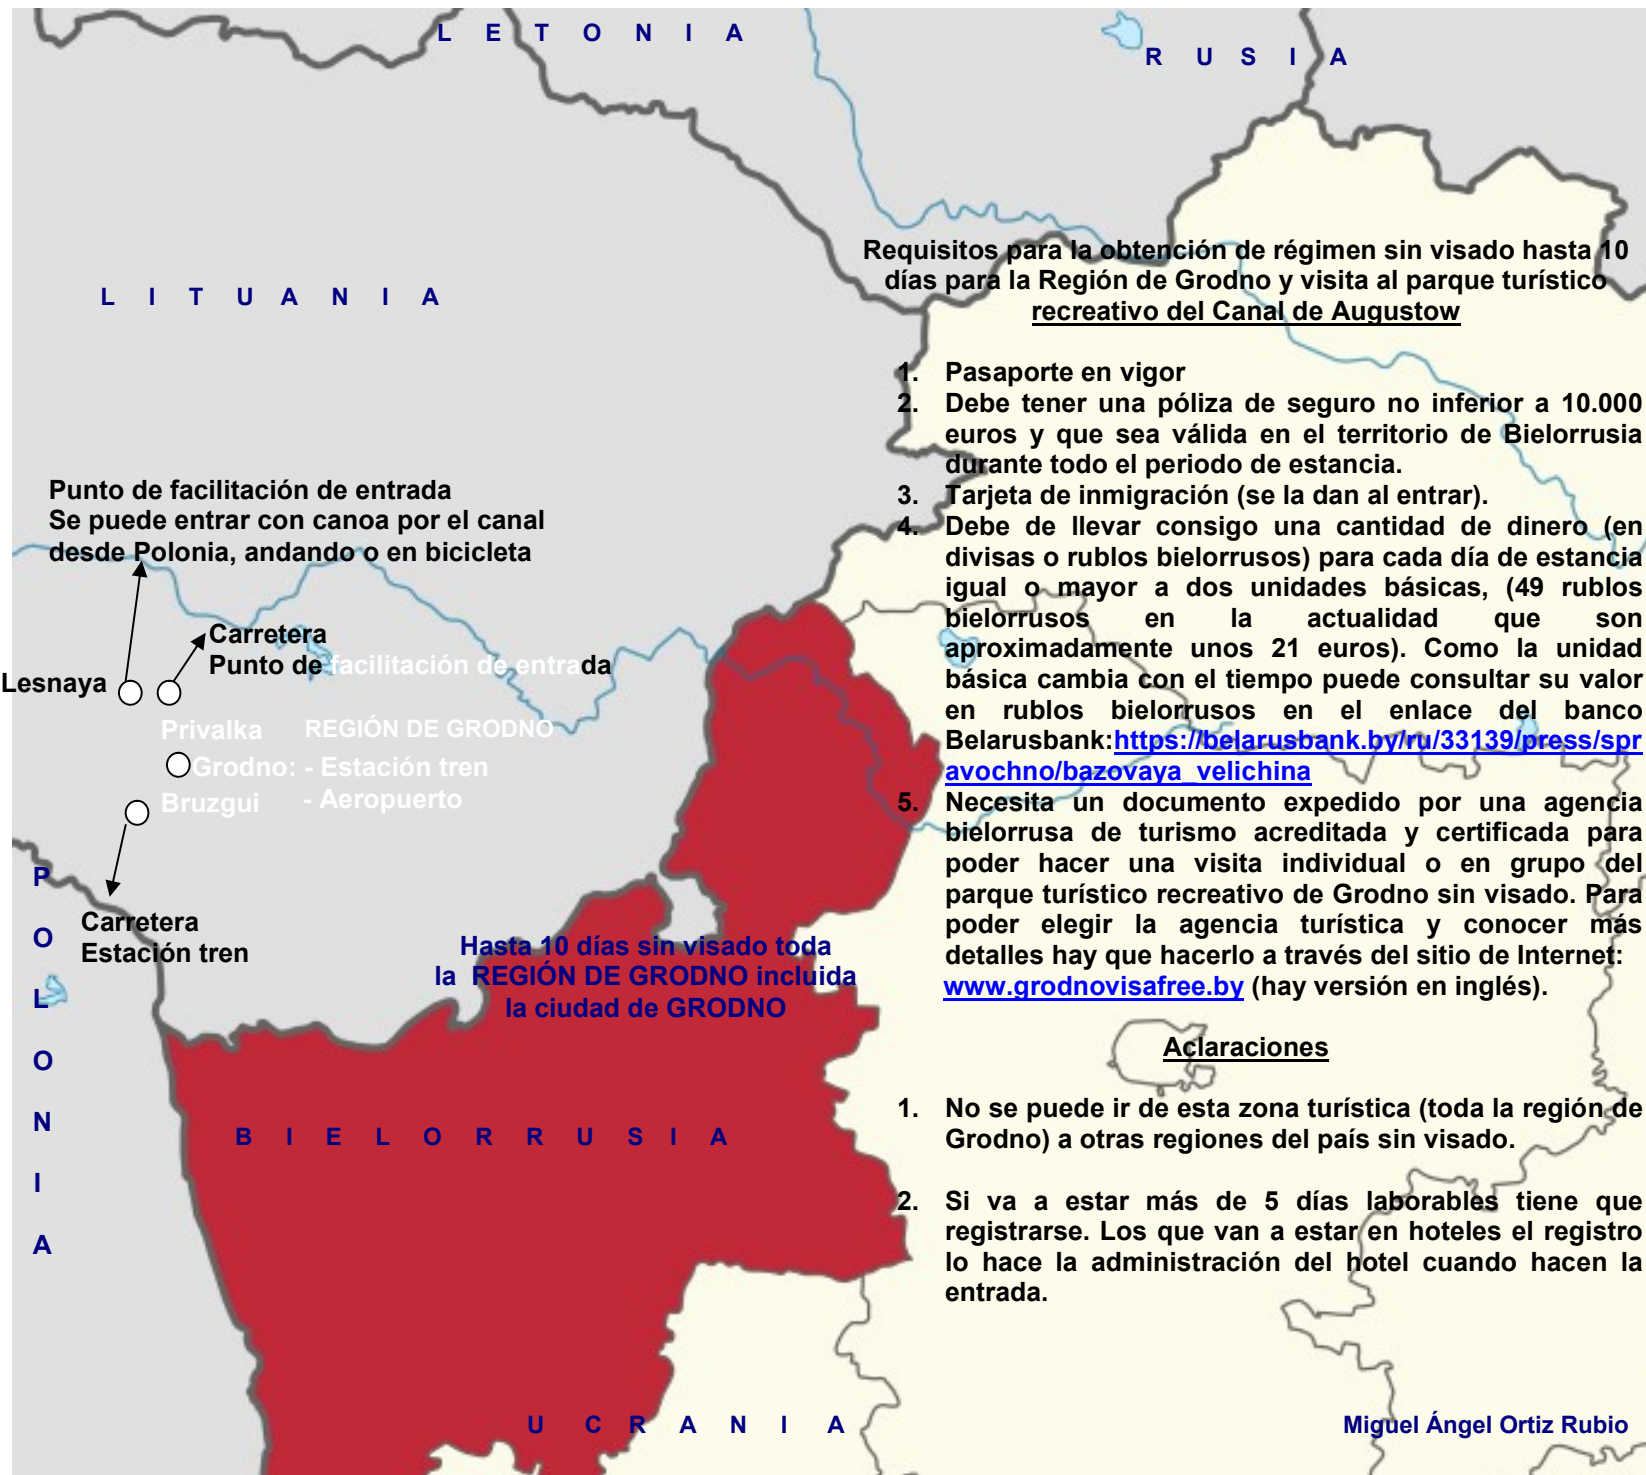 L E T O N I A
R U S I A
L I T U A N I A
Requisitos para la obtención de régimen sin visado hasta 10
días para la Región de Grodno y visita al parque turístico
recreativo del Canal de Augustow
1. Pasaporte en vigor
2. Debe tener una póliza de seguro no inferior a 10.000
euros y que sea válida en el territorio de Bielorrusia
durante todo el periodo de estancia.
3. Tarjeta de inmigración (se la dan al entrar).
4. Debe de llevar consigo una cantidad de dinero (en
divisas o rublos bielorrusos) para cada día de estancia
igual o mayor a dos unidades básicas, (49 rublos
bielorrusos en la actualidad que son
aproximadamente unos 21 euros). Como la unidad
básica cambia con el tiempo puede consultar su valor
en rublos bielorrusos en el enlace del banco
Belarusbank:https://belarusbank.by/ru/33139/press/spr
avochno/bazovaya_velichina
5. Necesita un documento expedido por una agencia
bielorrusa de turismo acreditada y certificada para
poder hacer una visita individual o en grupo del
parque turístico recreativo de Grodno sin visado. Para
poder elegir la agencia turística y conocer más
detalles hay que hacerlo a través del sitio de Internet:
www.grodnovisafree.by (hay versión en inglés).
Aclaraciones
1. No se puede ir de esta zona turística (toda la región de
Grodno) a otras regiones del país sin visado.
2. Si va a estar más de 5 días laborables tiene que
registrarse. Los que van a estar en hoteles el registro
lo hace la administración del hotel cuando hacen la
entrada.
Punto de facilitación de entrada
Se puede entrar con canoa por el canal
desde Polonia, andando o en bicicleta
Carretera
Punto de facilitación de entrada
Lesnaya
Privalka REGIÓN DE GRODNO
Grodno: - Estación tren
Bruzgui - Aeropuerto
Carretera
Estación tren
P O L O N I A
Hasta 10 días sin visado toda
la REGIÓN DE GRODNO incluida
la ciudad de GRODNO
B I E L O R R U S I A
U C R A N I A
Miguel Ángel Ortiz Rubio